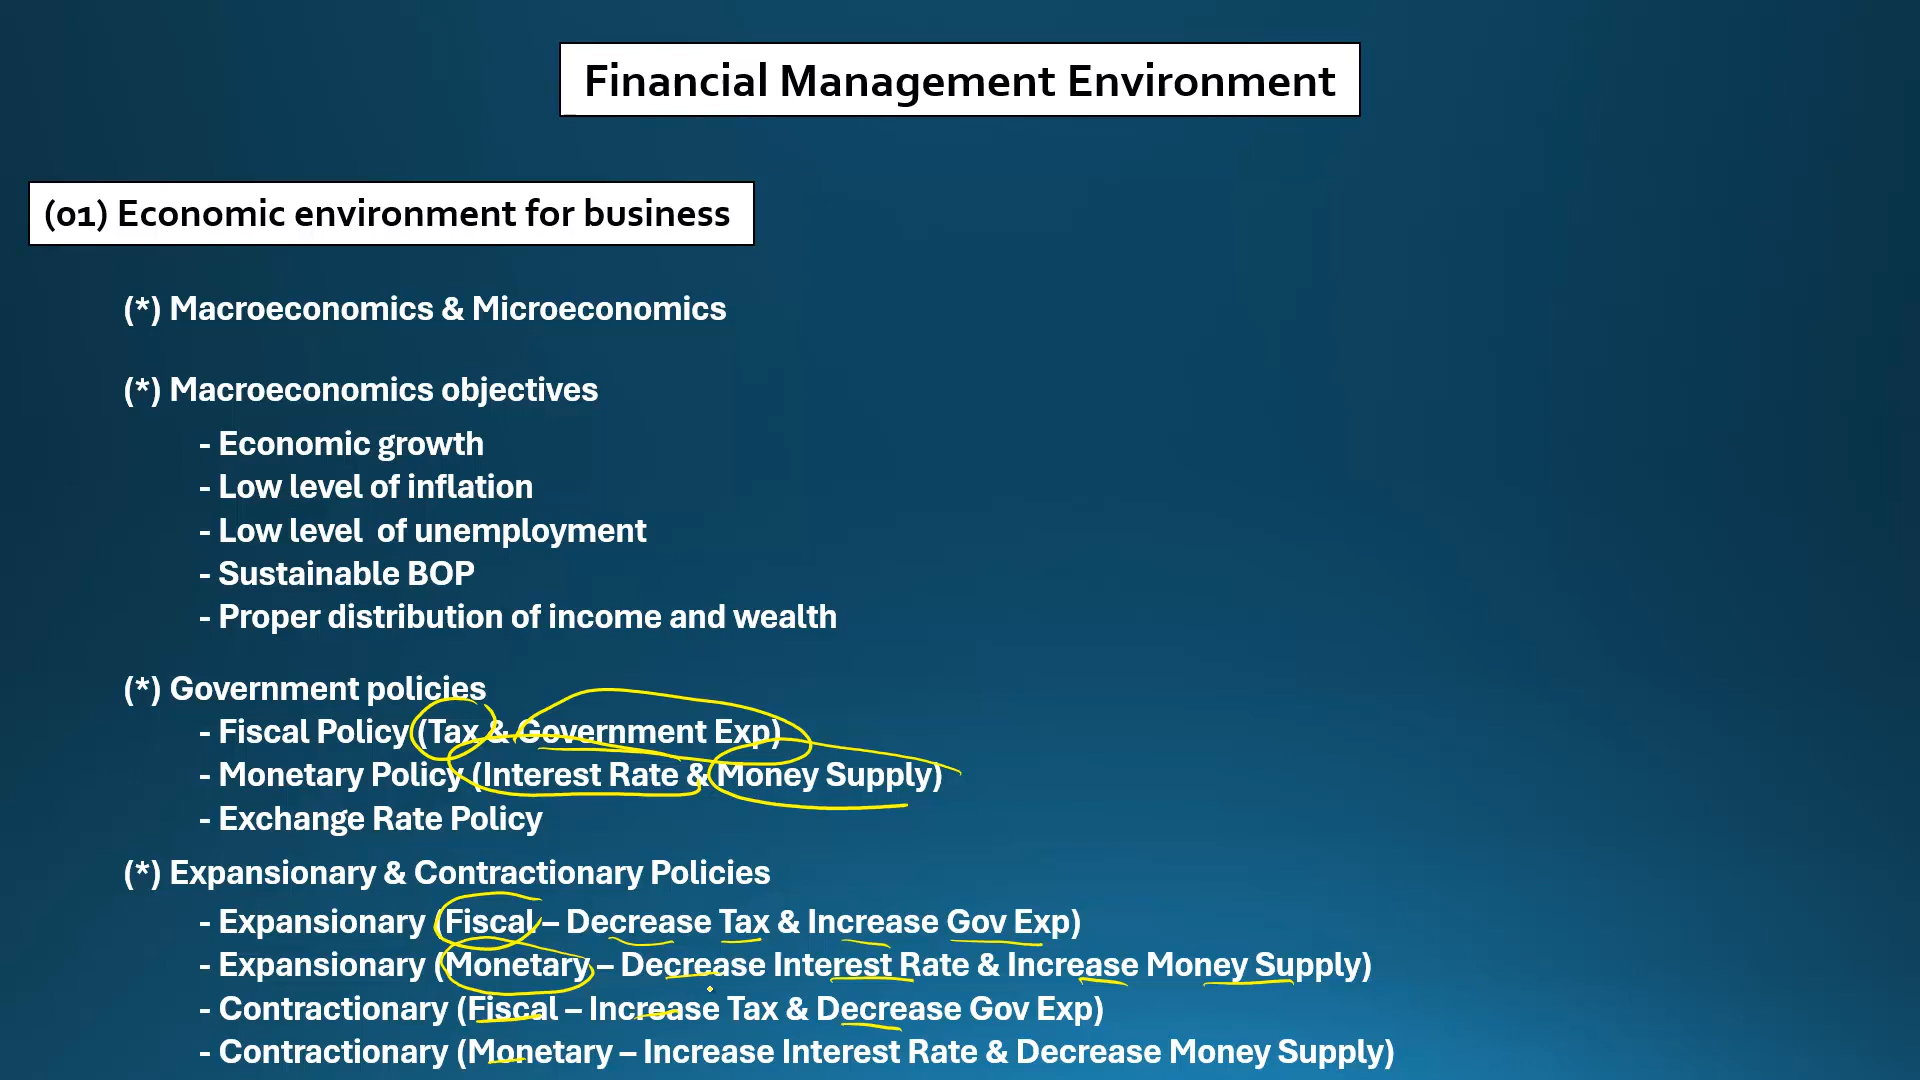 Financial Management Environment
(01) Economic environment for business
(*) Macroeconomics & Microeconomics
(*) Macroeconomics objectives
- Economic growth
- Low level of inflation
- Low level of unemployment
- Sustainable BOP
- Proper distribution of income and wealth
(*) Government policies
- Fiscal Policy (Tax & Government Exp)
- Monetary Policy (Interest Rate & Money Supply)
- Exchange Rate Policy
(*) Expansionary & Contractionary Policies
- Expansionary (Fiscal – Decrease Tax & Increase Gov Exp)
- Expansionary (Monetary – Decrease Interest Rate & Increase Money Supply)
- Contractionary (Fiscal – Increase Tax & Decrease Gov Exp)
- Contractionary (Monetary – Increase Interest Rate & Decrease Money Supply)